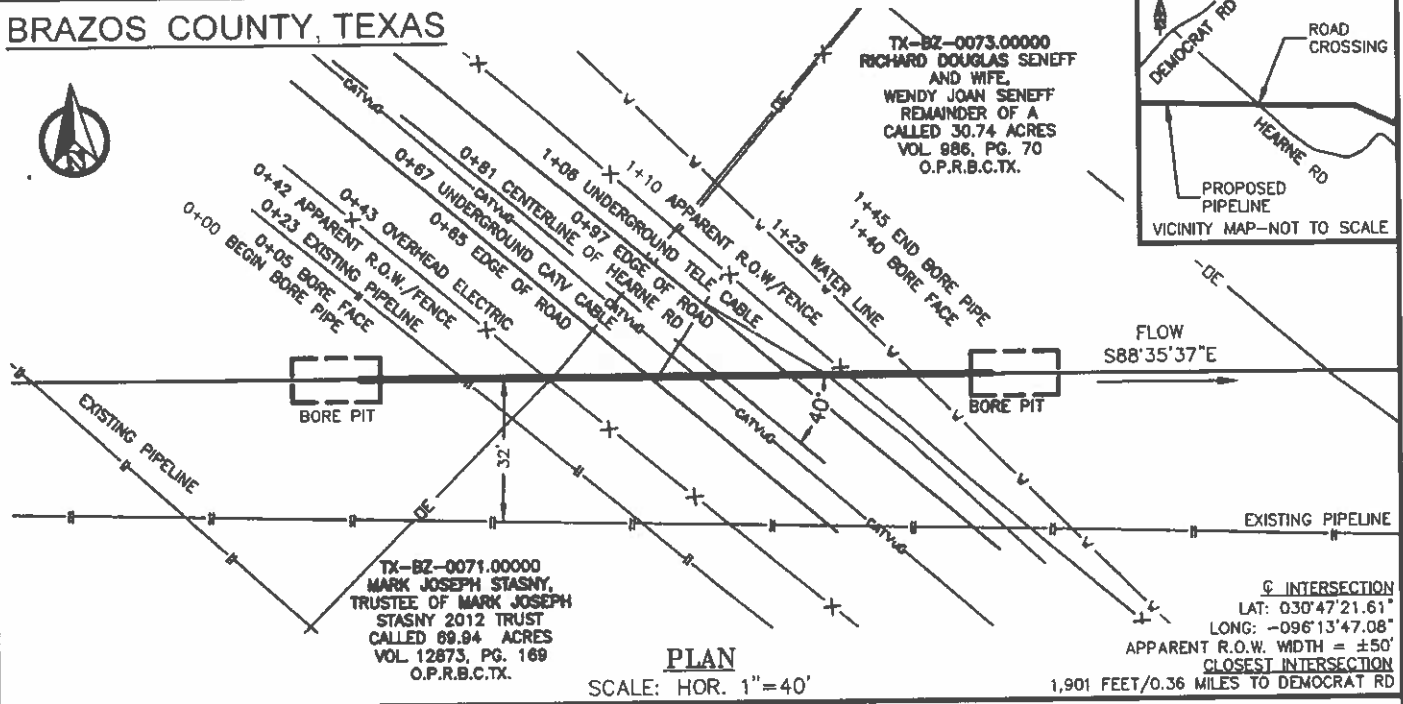 BRAZOS COUNTY, TEXAS
N
TX-BZ-0073.00000
RICHARD DOUGLAS SENEFF
AND WIFE,
WENDY JOAN SENEFF
REMAINDER OF A
CALLED 30.74 ACRES
VOL 986, PG. 70
O.P.R.B.C.TX.
DEMOCRAT RD
ROAD
CROSSING
HEARNE RD
PROPOSED
PIPELINE
VICINITY MAP-NOT TO SCALE
0+00 BEGIN BORE PIPE
0+05 BORE FACE
0+23 EXISTING PIPELINE
0+42 APPARENT R.O.W./FENCE
0+43 OVERHEAD ELECTRIC
0+65 EDGE OF ROAD
0+67 UNDERGROUND CATV CABLE
0+81 CENTERLINE OF HEARNE RD
0+97 EDGE OF ROAD
1+08 UNDERGROUND TELE CABLE
1+10 APPARENT R.O.W/FENCE
1+25 WATER LINE
1+40 BORE FACE
1+45 END BORE PIPE
CATVUG
CATVUG
CATVUG
CATVUG
CATVUG
OE
OE
OE
W
W
W
W
W
W
W
W
W
FLOW
S88°35'37"E
BORE PIT
BORE PIT
32'
40°
EXISTING PIPELINE
EXISTING PIPELINE
TX-BZ-0071.00000
MARK JOSEPH STASNY,
TRUSTEE OF MARK JOSEPH
STASNY 2012 TRUST
CALLED 69.94 ACRES
VOL 12873, PG. 169
O.P.R.B.C.TX.
PLAN
SCALE: HOR. 1"=40'
℄ INTERSECTION
LAT: 030°47'21.61"
LONG: -096°13'47.08"
APPARENT R.O.W. WIDTH = ±50'
CLOSEST INTERSECTION
1,901 FEET/0.36 MILES TO DEMOCRAT RD